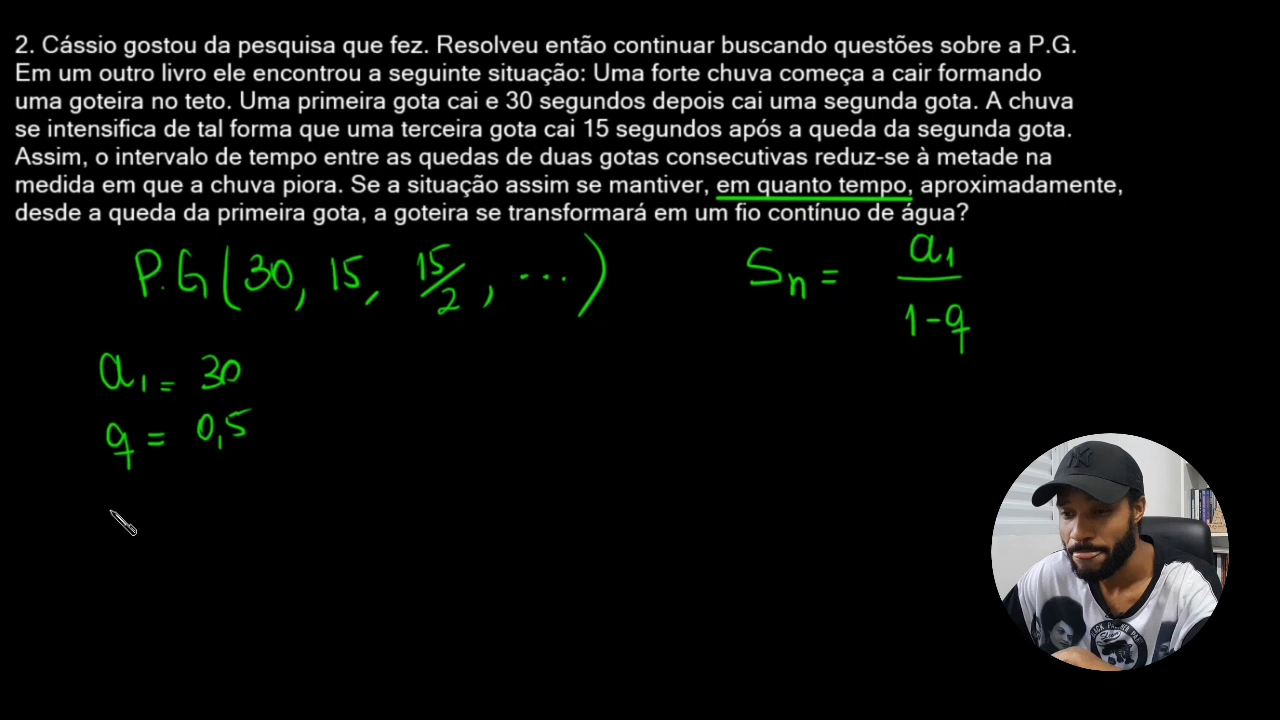 2. Cássio gostou da pesquisa que fez. Resolveu então continuar buscando questões sobre a P.G.
Em um outro livro ele encontrou a seguinte situação: Uma forte chuva começa a cair formando
uma goteira no teto. Uma primeira gota cai e 30 segundos depois cai uma segunda gota. A chuva
se intensifica de tal forma que uma terceira gota cai 15 segundos após a queda da segunda gota.
Assim, o intervalo de tempo entre as quedas de duas gotas consecutivas reduz-se à metade na
medida em que a chuva piora. Se a situação assim se mantiver, em quanto tempo, aproximadamente,
desde a queda da primeira gota, a goteira se transformará em um fio contínuo de água?
P.G(30, 15, 15/2, ...)
Sn = a1/1-q
a1 = 30
q = 0,5
NY